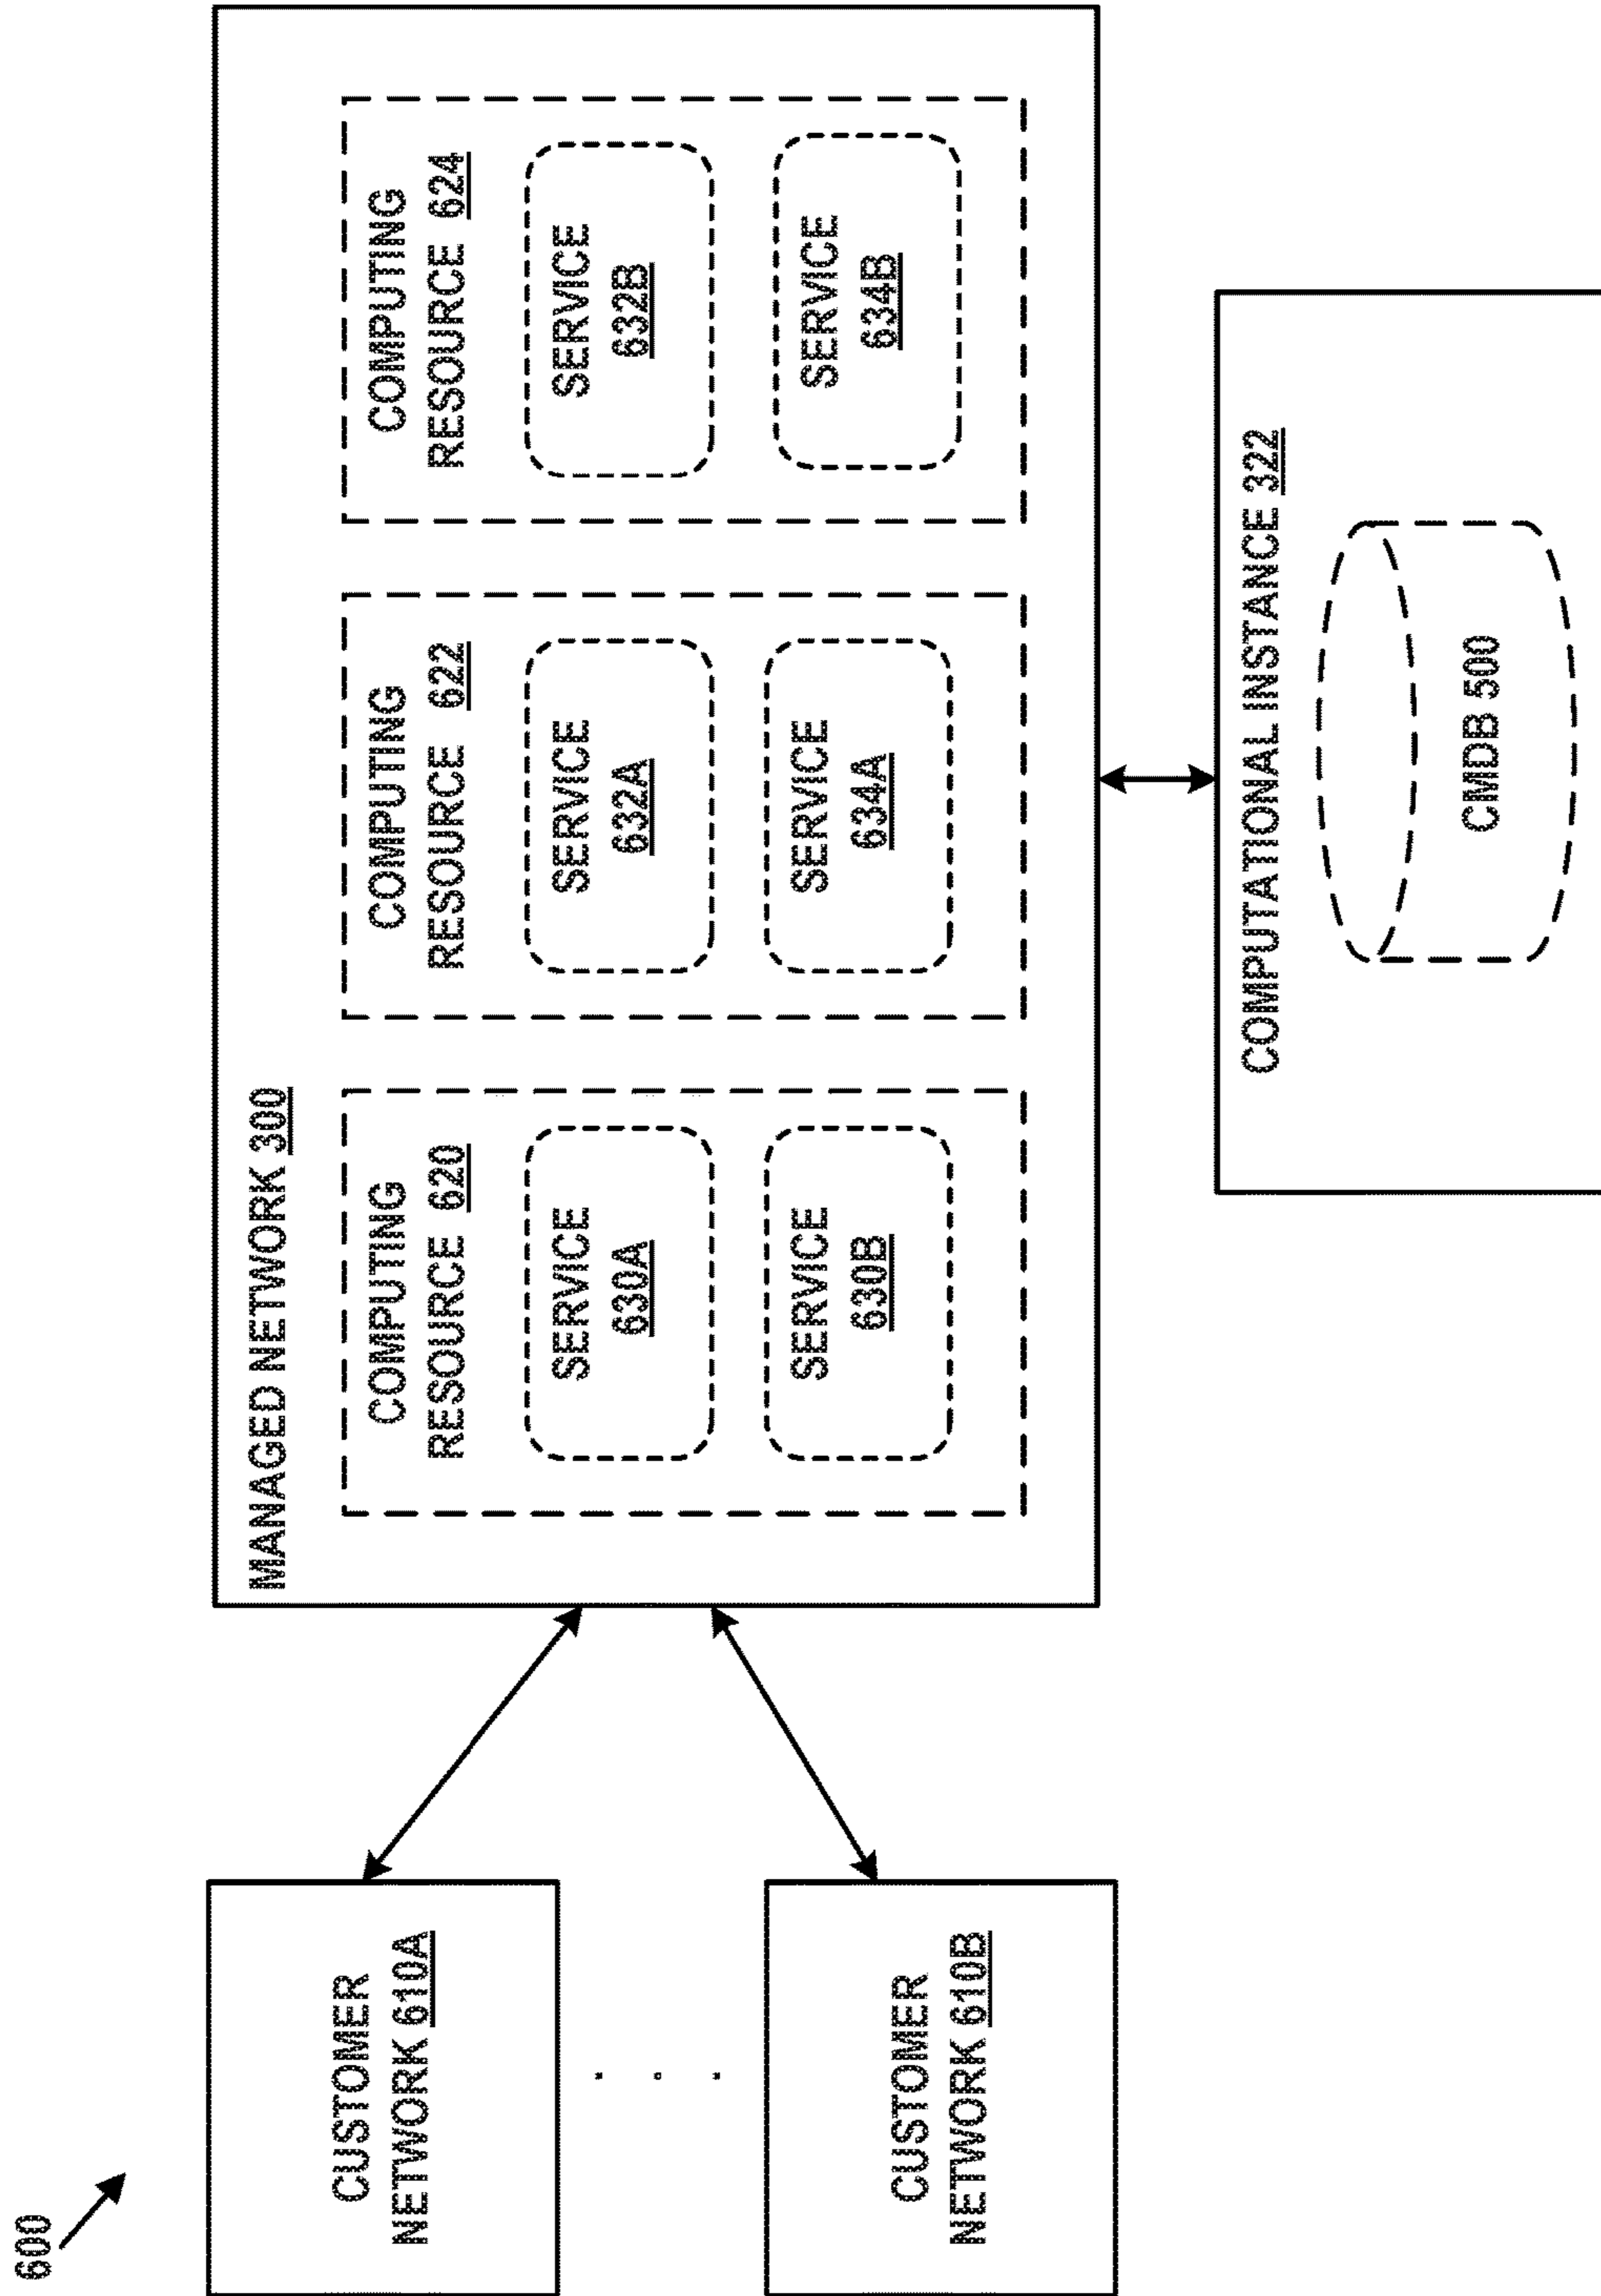 600
CUSTOMER
NETWORK 610A
. . .
CUSTOMER
NETWORK 610B
MANAGED NETWORK 300
COMPUTING
RESOURCE 620
SERVICE
630A
SERVICE
630B
COMPUTING
RESOURCE 622
SERVICE
632A
SERVICE
634A
COMPUTING
RESOURCE 624
SERVICE
632B
SERVICE
634B
COMPUTATIONAL INSTANCE 322
CMDB 500